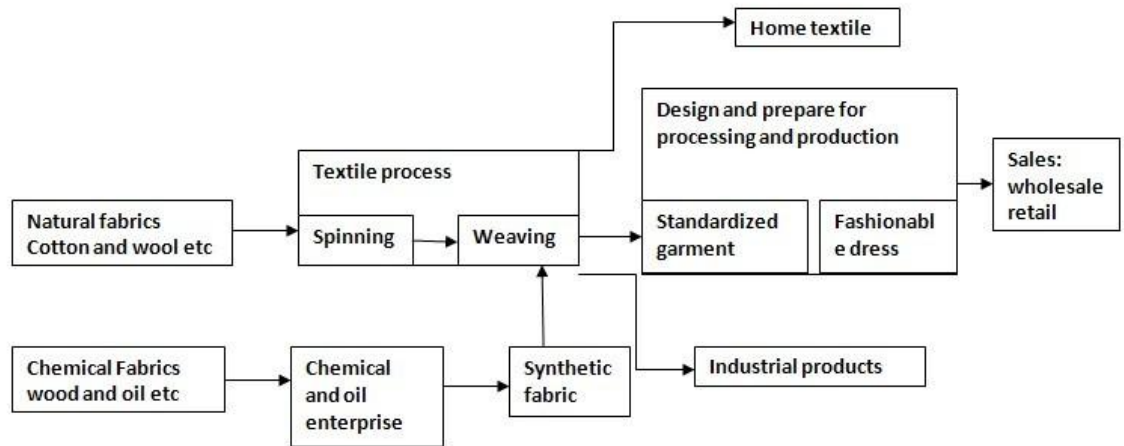 Home textile
Design and prepare for
processing and production
Sales:
wholesale
retail
Textile process
Natural fabrics
Cotton and wool etc
Spinning
Weaving
Standardized
garment
Fashionabl
e dress
Chemical Fabrics
wood and oil etc
Chemical
and oil
enterprise
Synthetic
fabric
Industrial products